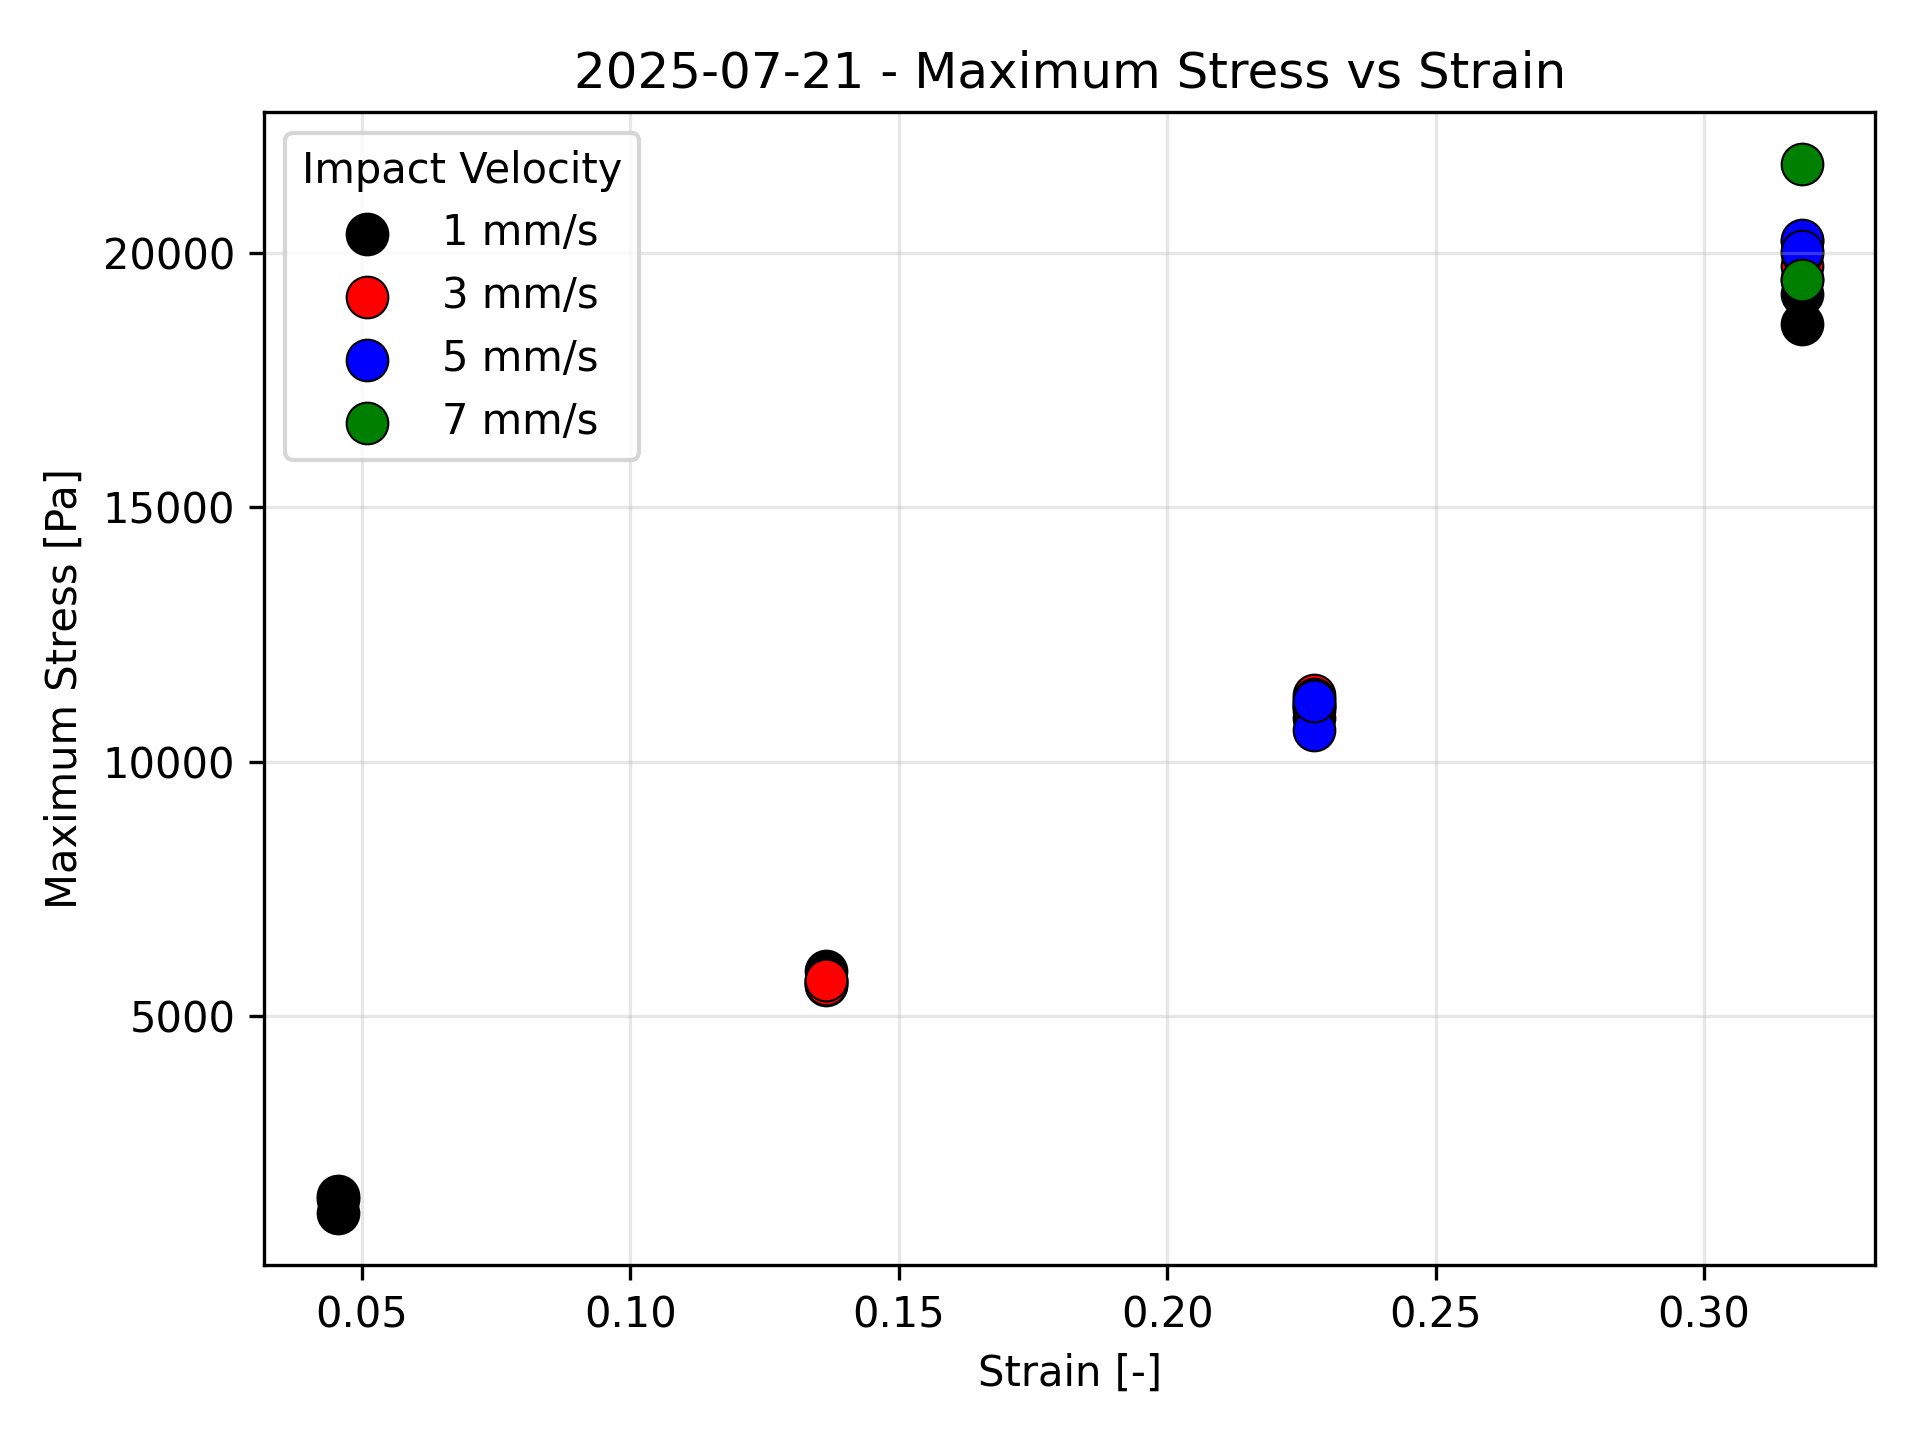 2025-07-21 - Maximum Stress vs Strain
Impact Velocity
1 mm/s
3 mm/s
5 mm/s
7 mm/s
20000
15000
10000
5000
Maximum Stress [Pa]
0.05 0.10 0.15 0.20 0.25 0.30
Strain [-]